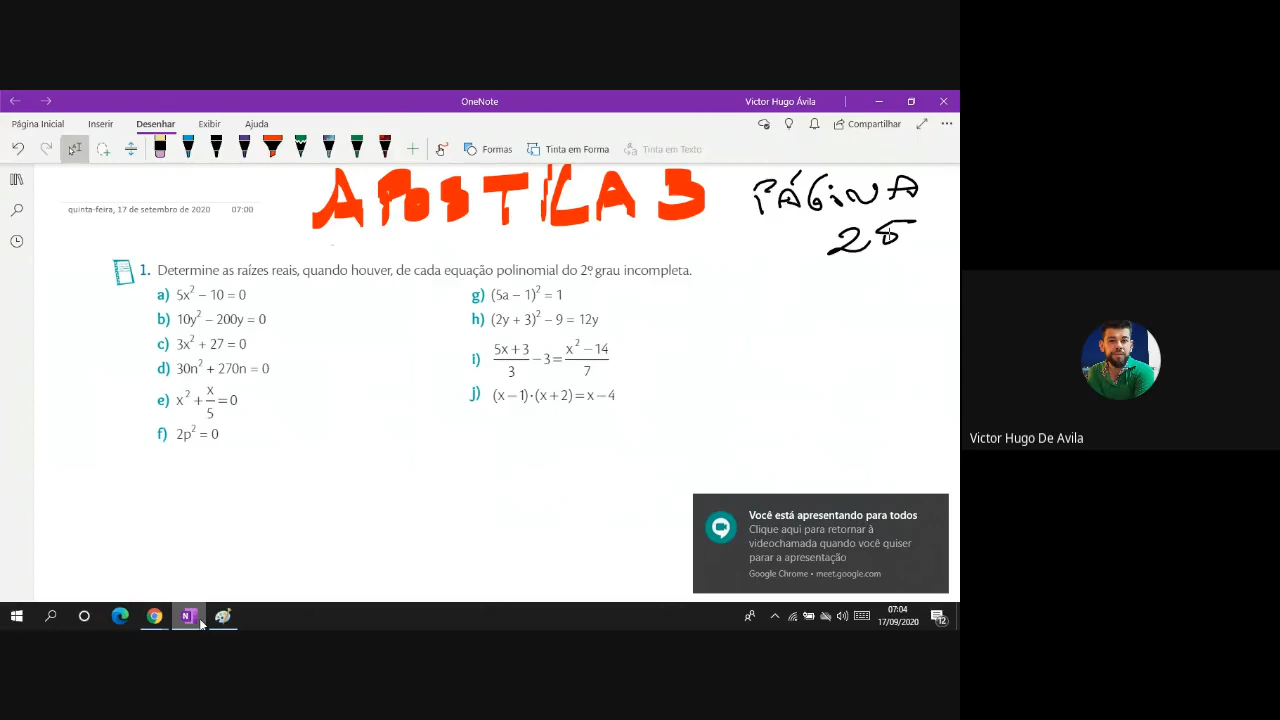 OneNote
Victor Hugo Ávila
Página Inicial Inserir Desenhar Exibir Ajuda
Compartilhar
Formas Tinta em Forma Tinta em Texto
APOSTILA 3
PÁGINA
25
quinta-feira, 17 de setembro de 2020 07:00
1. Determine as raízes reais, quando houver, de cada equação polinomial do 2º grau incompleta.
a) 5x² − 10 = 0
b) 10y² − 200y = 0
c) 3x² + 27 = 0
d) 30n² + 270n = 0
e) x² + x/5 = 0
f) 2p² = 0
g) (5a − 1)² = 1
h) (2y + 3)² − 9 = 12y
i) (5x + 3)/3 − 3 = (x² − 14)/7
j) (x − 1) · (x + 2) = x − 4
Victor Hugo De Avila
Você está apresentando para todos
Clique aqui para retornar à
videochamada quando você quiser
parar a apresentação
Google Chrome • meet.google.com
07:04
17/09/2020
12